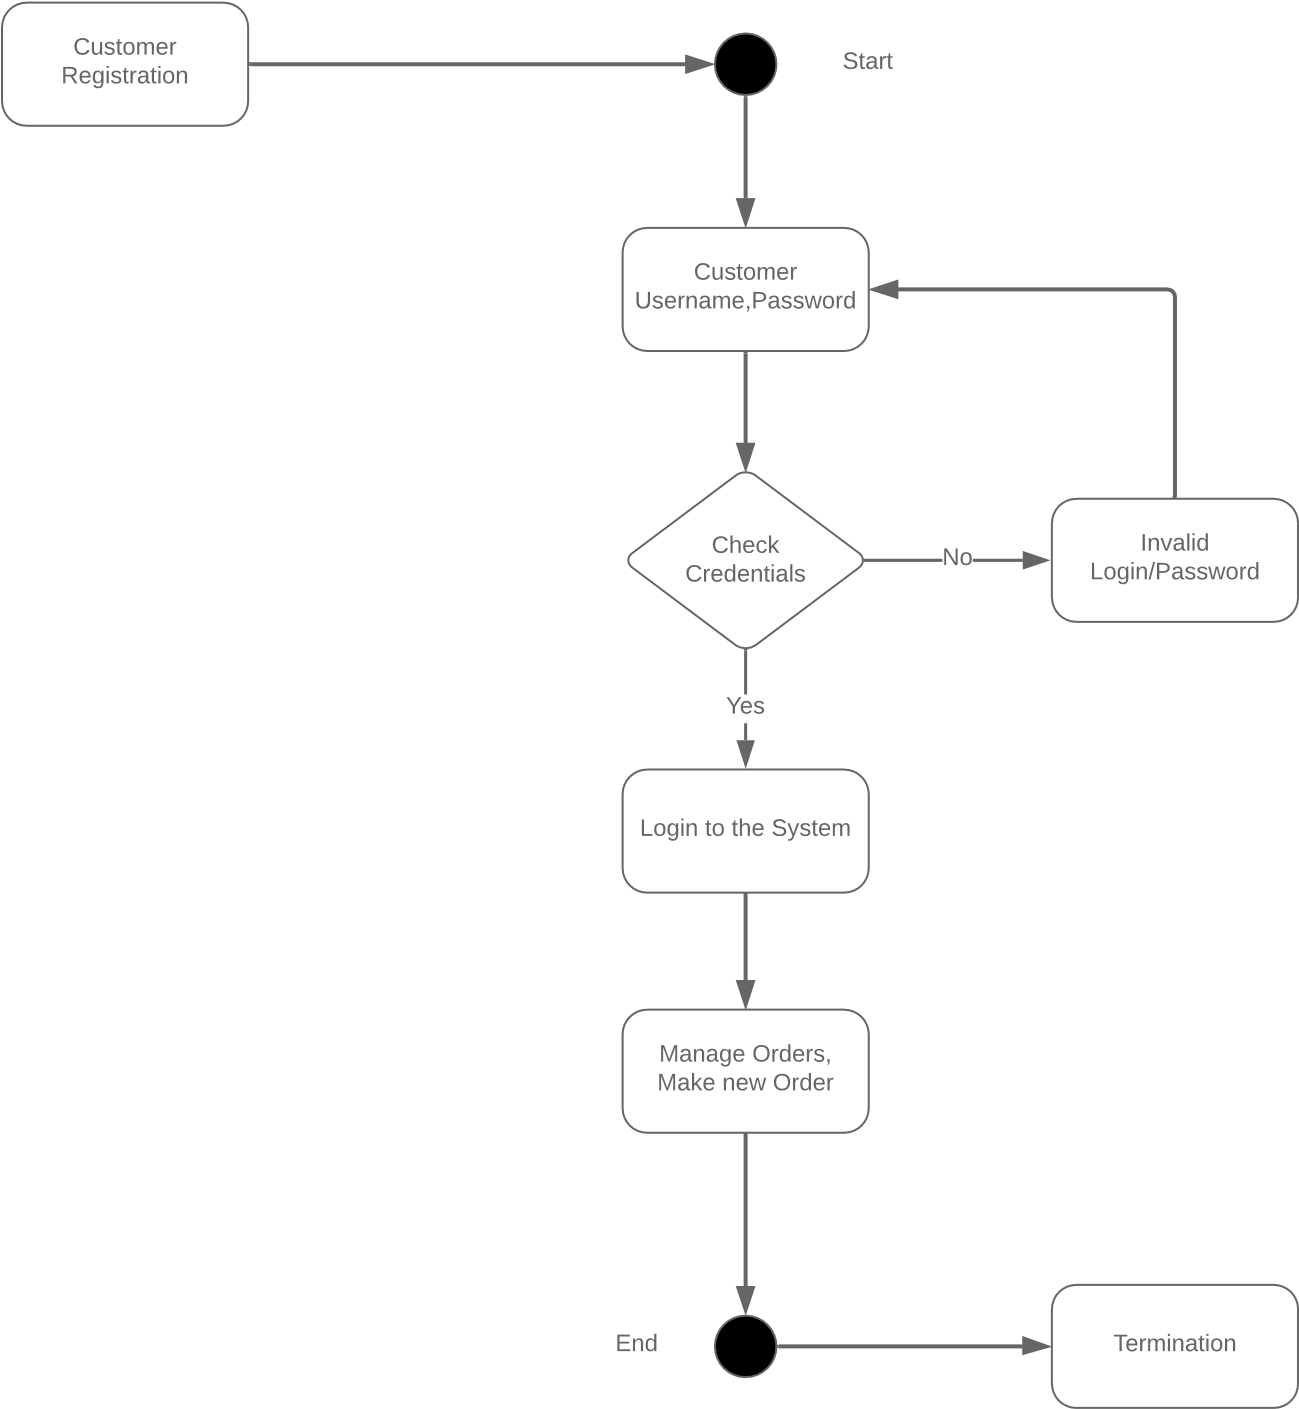 Customer
Registration
Start
Customer
Username,Password
Check
Credentials
No
Invalid
Login/Password
Yes
Login to the System
Manage Orders,
Make new Order
End
Termination